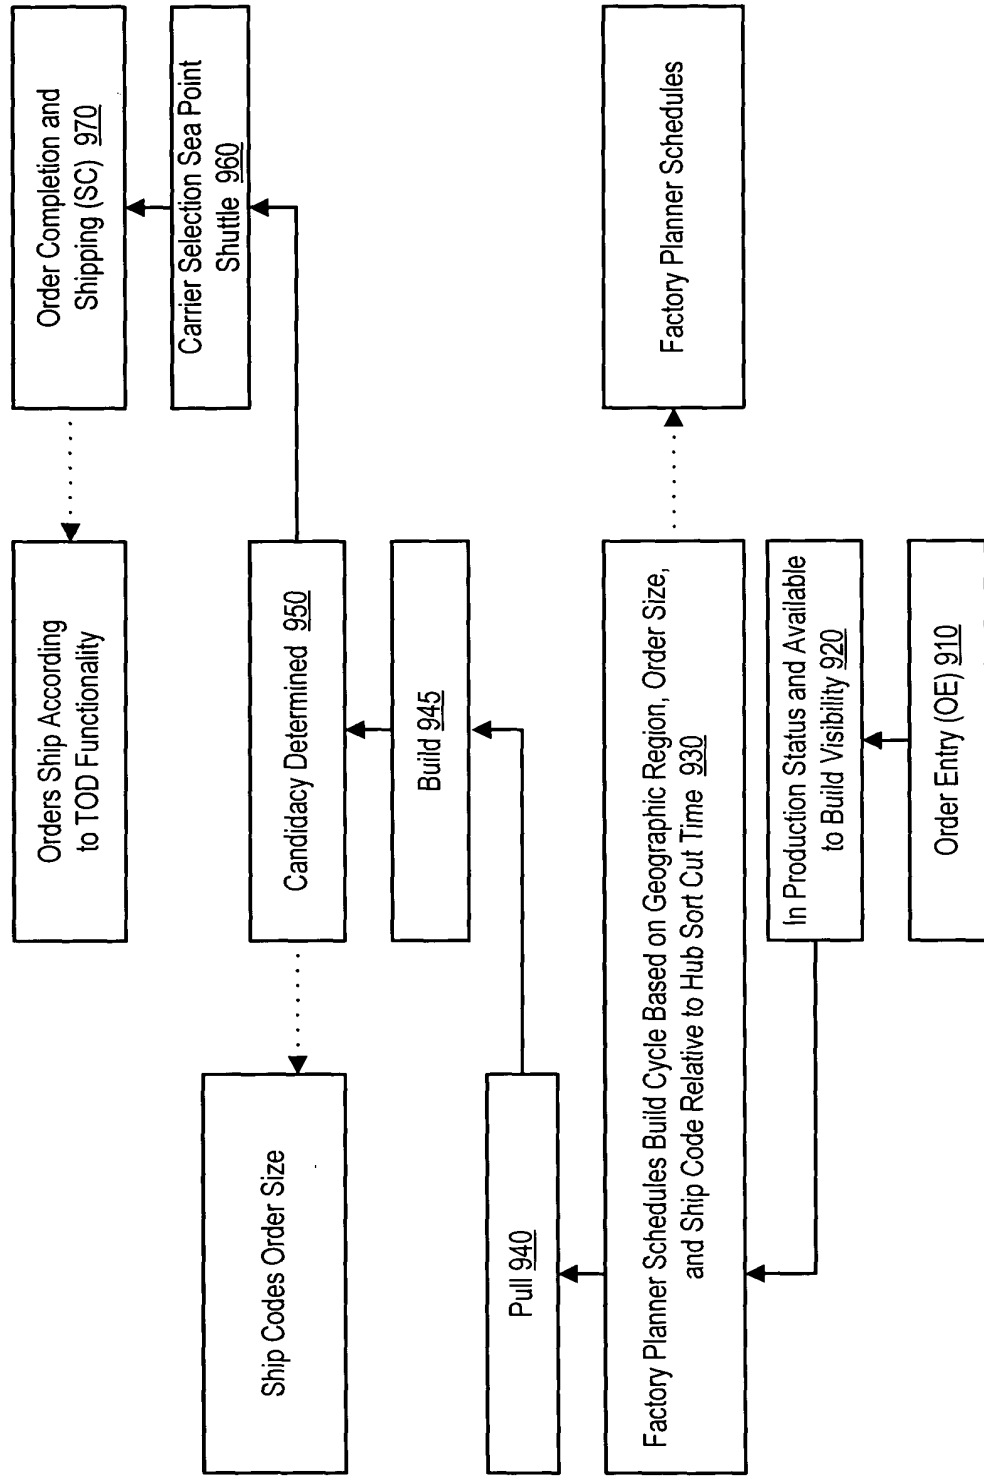 Order Completion and
Shipping (SC) 970
Carrier Selection Sea Point
Shuttle 960
Factory Planner Schedules
Orders Ship According
to TOD Functionality
Candidacy Determined 950
Build 945
In Production Status and Available
to Build Visibility 920
Order Entry (OE) 910
Factory Planner Schedules Build Cycle Based on Geographic Region, Order Size,
and Ship Code Relative to Hub Sort Cut Time 930
Ship Codes Order Size
Pull 940